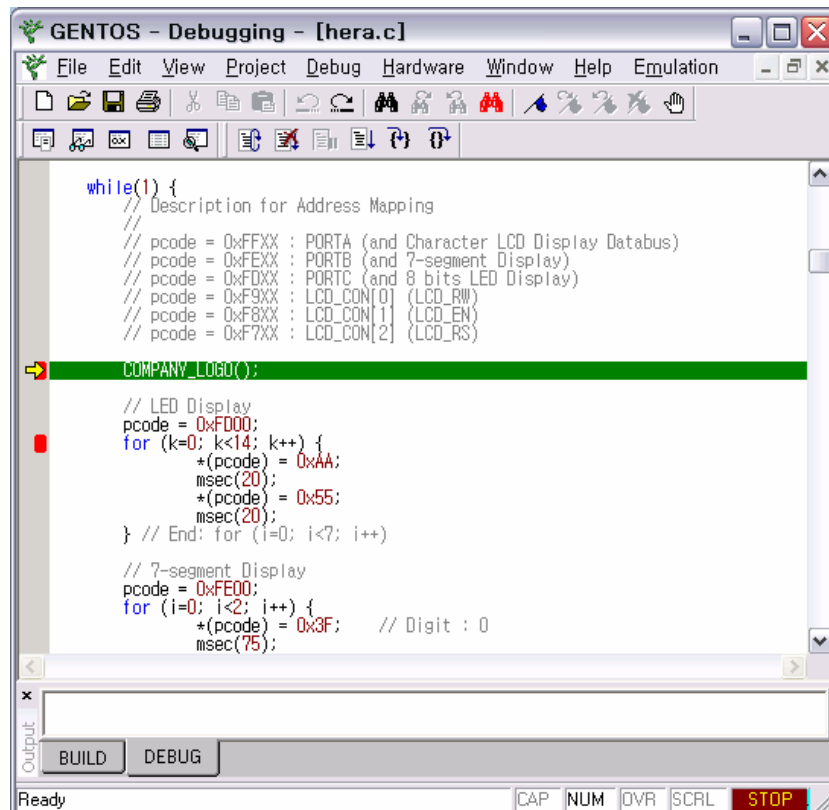 GENTOS - Debugging - [hera.c]
File Edit View Project Debug Hardware Window Help Emulation
while(1) {
// Description for Address Mapping
//
// pcode = 0xFFXX : PORTA (and Character LCD Display Databus)
// pcode = 0xFEXX : PORTB (and 7-segment Display)
// pcode = 0xFDXX : PORTC (and 8 bits LED Display)
// pcode = 0xF9XX : LCD_CON[0] (LCD_RW)
// pcode = 0xF8XX : LCD_CON[1] (LCD_EN)
// pcode = 0xF7XX : LCD_CON[2] (LCD_RS)
COMPANY_LOGO();
// LED Display
pcode = 0xFD00;
for (k=0; k<14; k++) {
*(pcode) = 0xAA;
msec(20);
*(pcode) = 0x55;
msec(20);
} // End: for (i=0; i<7; i++)
// 7-segment Display
pcode = 0xFE00;
for (i=0; i<2; i++) {
*(pcode) = 0x3F; // Digit : 0
msec(75);
Output
BUILD DEBUG
Ready CAP NUM OVR SCRL STOP